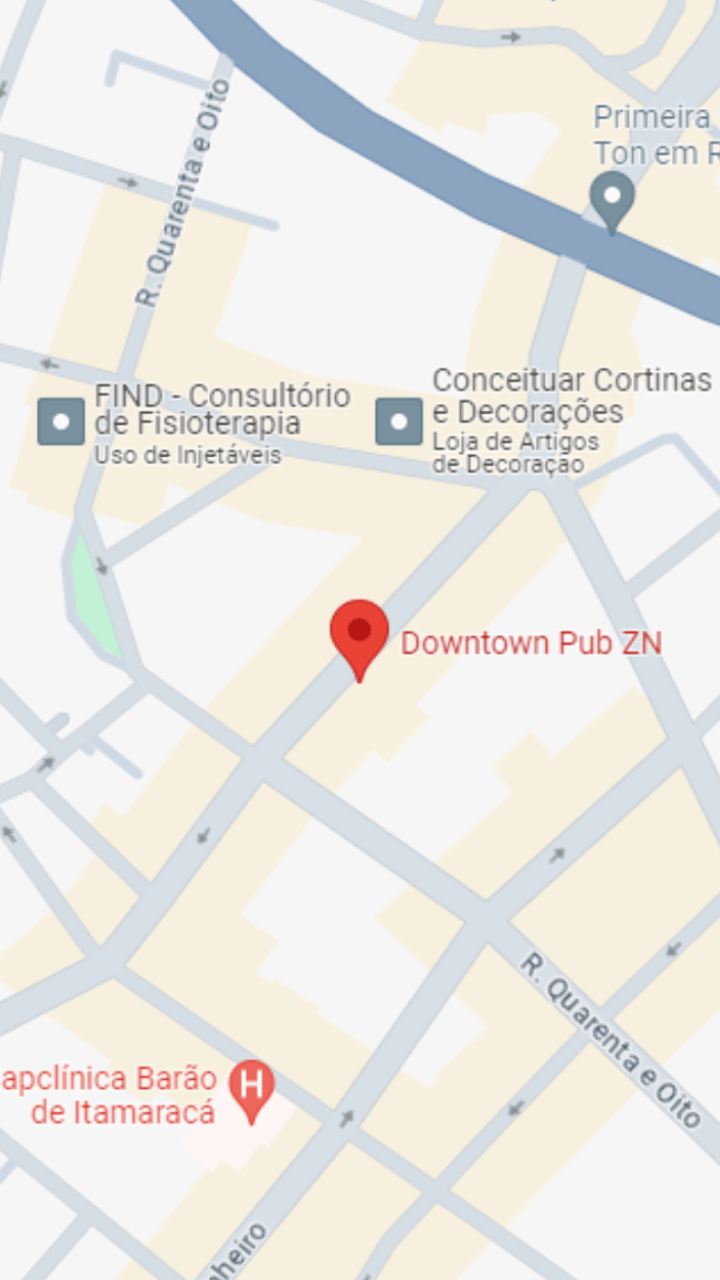 Primeira
Ton em R
R. Quarenta e Oito
FIND - Consultório
de Fisioterapia
Uso de Injetáveis
Conceituar Cortinas
e Decorações
Loja de Artigos
de Decoração
Downtown Pub ZN
R. Quarenta e Oito
apclínica Barão
de Itamaracá
H
nheiro